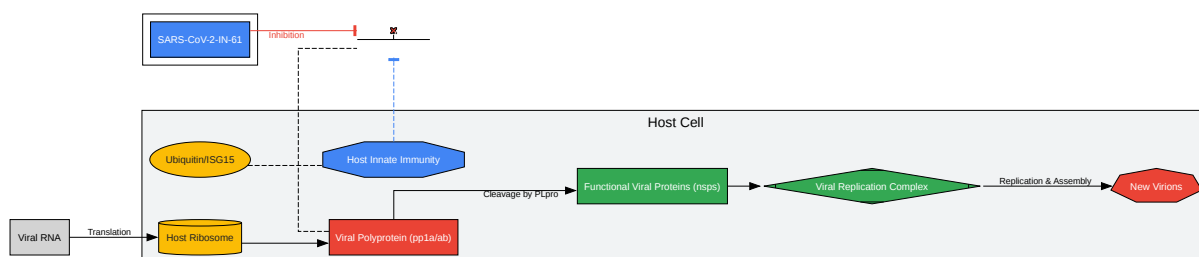 SARS-CoV-2-IN-61
Inhibition
Host Cell
Ubiquitin/ISG15
Host Innate Immunity
Functional Viral Proteins (nsps)
Viral Replication Complex
Replication & Assembly
New Virions
Cleavage by PLpro
Viral RNA
Translation
Host Ribosome
Viral Polyprotein (pp1a/ab)